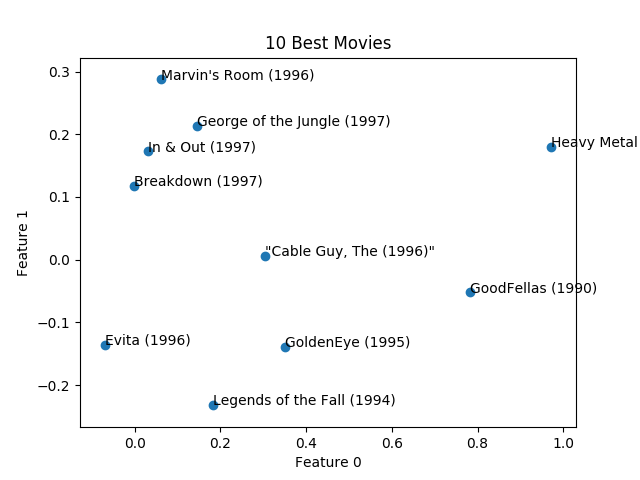 10 Best Movies
0.3
Marvin's Room (1996)
George of the Jungle (1997)
0.2
In & Out (1997)
Heavy Metal
Breakdown (1997)
0.1
Feature 1
0.0
"Cable Guy, The (1996)"
GoodFellas (1990)
−0.1
Evita (1996)
GoldenEye (1995)
−0.2
Legends of the Fall (1994)
0.0 0.2 0.4 0.6 0.8 1.0
Feature 0